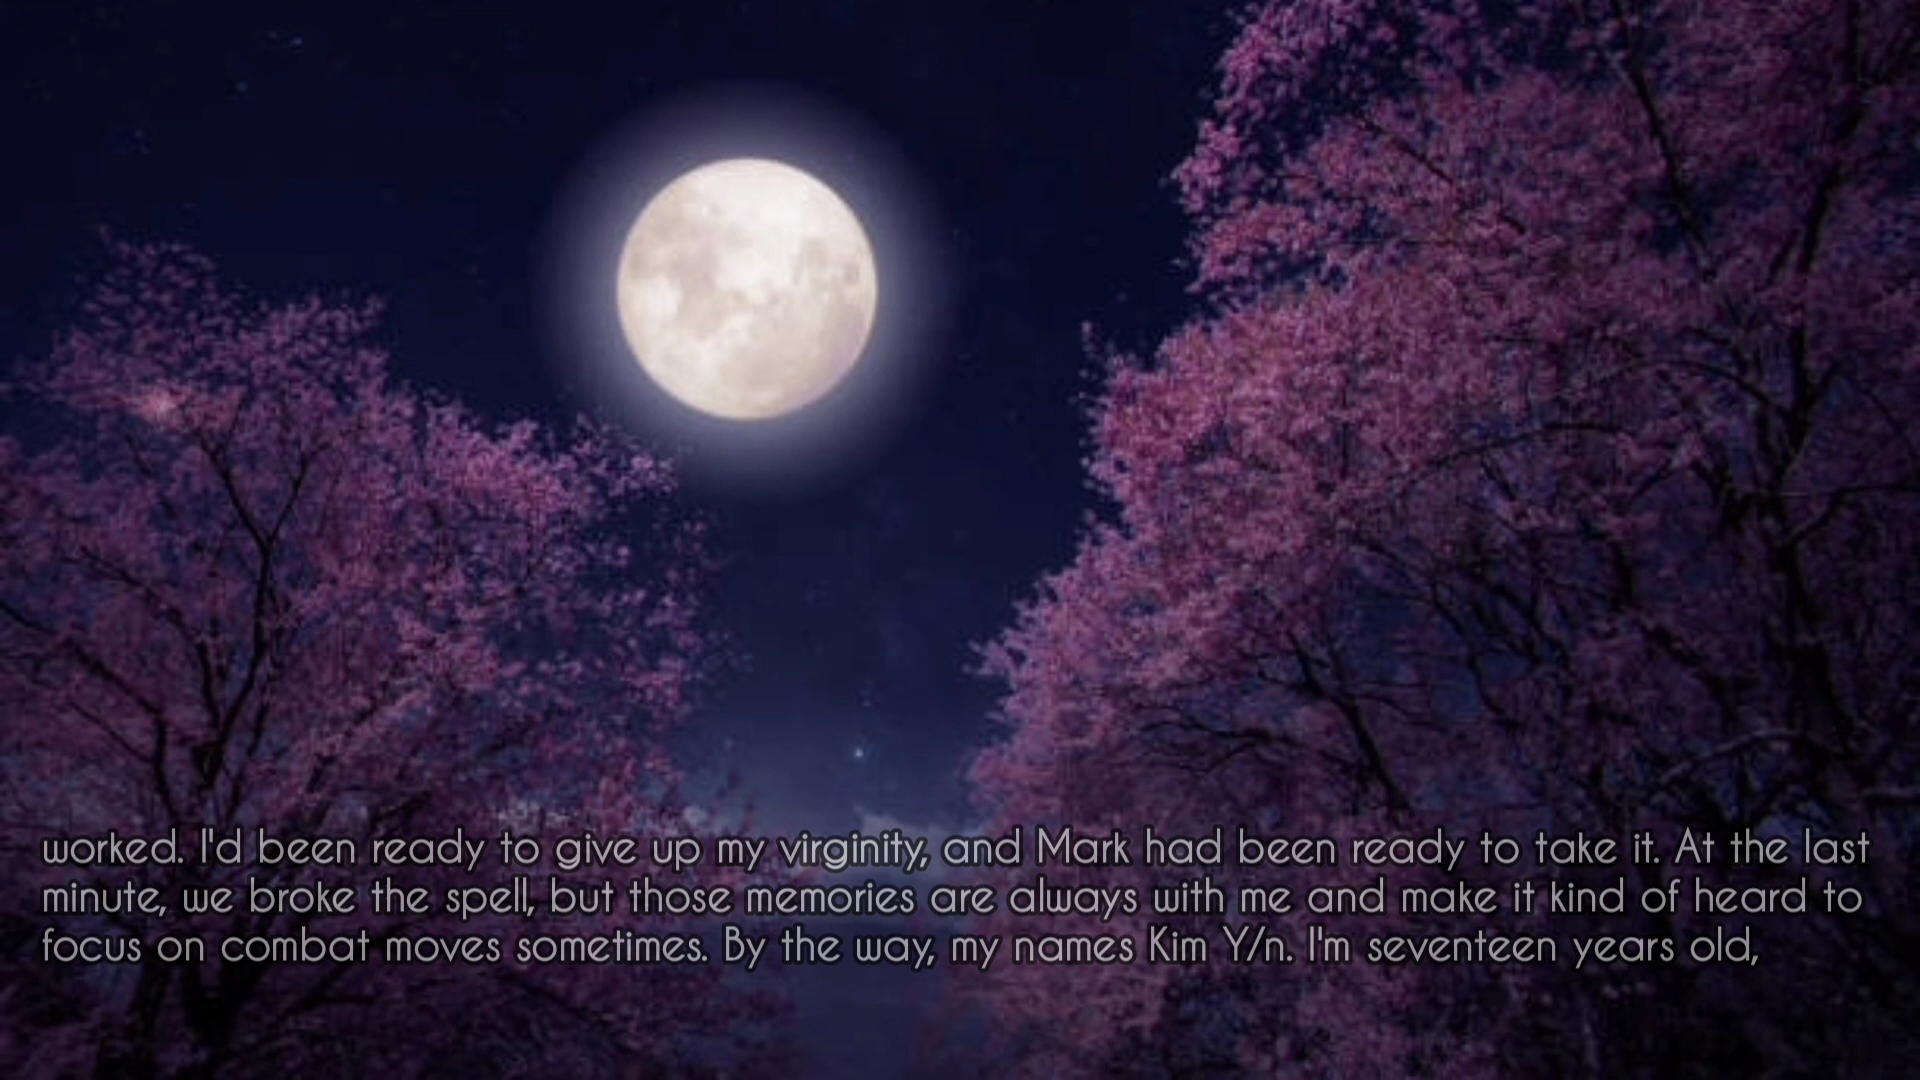 worked. I'd been ready to give up my virginity, and Mark had been ready to take it. At the last
minute, we broke the spell, but those memories are always with me and make it kind of heard to
focus on combat moves sometimes. By the way, my names Kim Y/n. I'm seventeen years old,